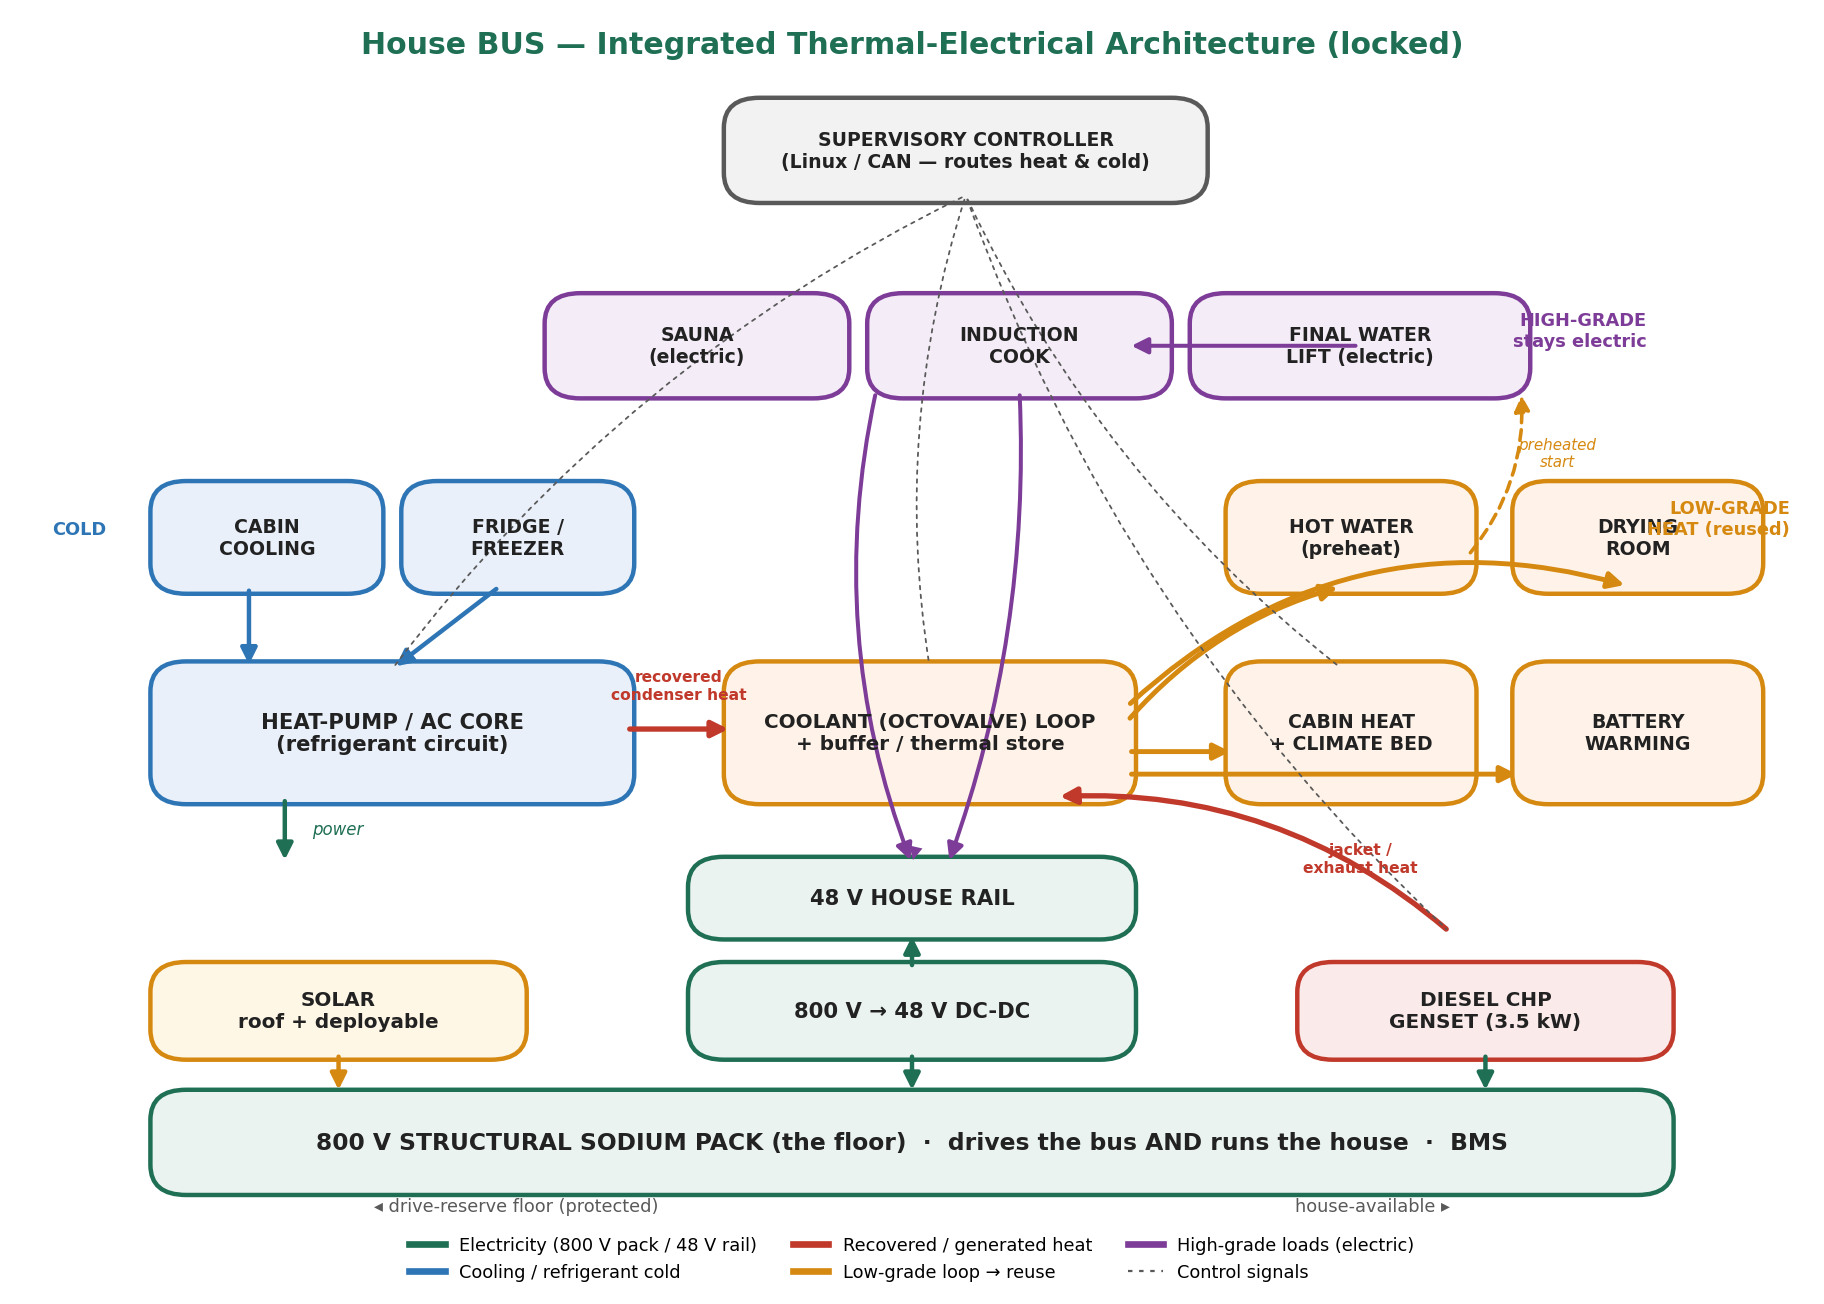 House BUS — Integrated Thermal-Electrical Architecture (locked)
SUPERVISORY CONTROLLER
(Linux / CAN — routes heat & cold)
SAUNA
(electric)
INDUCTION
COOK
FINAL WATER
LIFT (electric)
HIGH-GRADE
stays electric
preheated
start
COLD
CABIN
COOLING
FRIDGE /
FREEZER
HOT WATER
(preheat)
DRYING
ROOM
LOW-GRADE
HEAT (reused)
HEAT-PUMP / AC CORE
(refrigerant circuit)
recovered
condenser heat
COOLANT (OCTOVALVE) LOOP
+ buffer / thermal store
CABIN HEAT
+ CLIMATE BED
BATTERY
WARMING
power
jacket /
exhaust heat
48 V HOUSE RAIL
SOLAR
roof + deployable
800 V → 48 V DC-DC
DIESEL CHP
GENSET (3.5 kW)
800 V STRUCTURAL SODIUM PACK (the floor) · drives the bus AND runs the house · BMS
◂ drive-reserve floor (protected)
house-available ▸
Electricity (800 V pack / 48 V rail)
Cooling / refrigerant cold
Recovered / generated heat
Low-grade loop → reuse
High-grade loads (electric)
Control signals